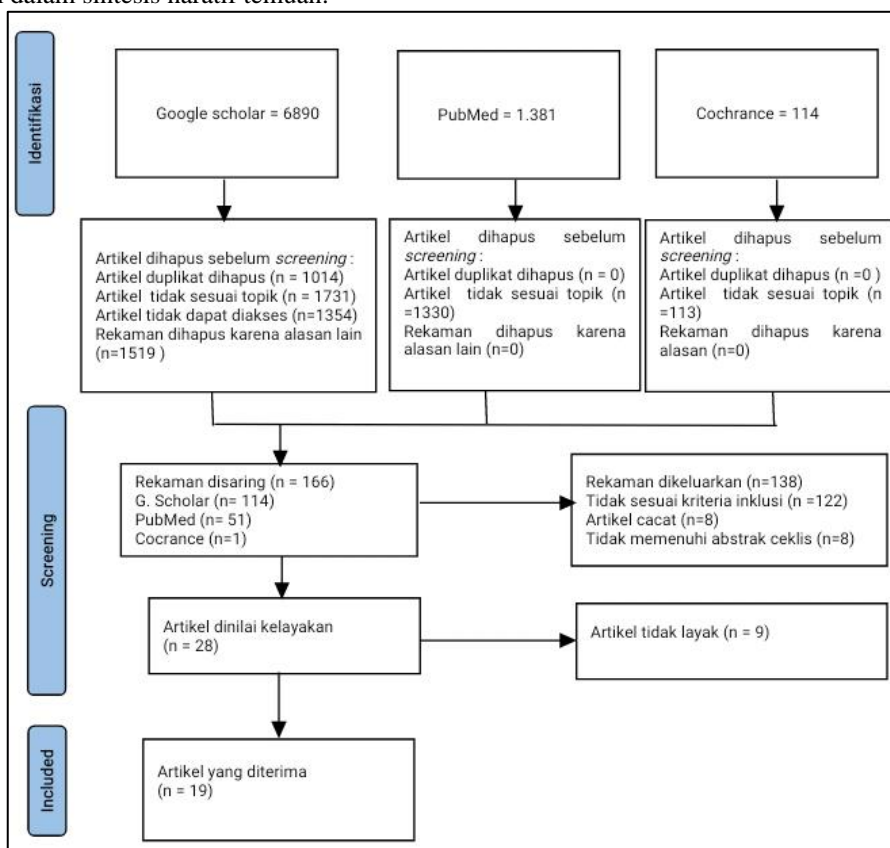 dalam sintesis naratif temuan.
Identifikasi
Google scholar = 6890
PubMed = 1.381
Cochrance = 114
Artikel dihapus sebelum screening :
Artikel duplikat dihapus (n = 1014)
Artikel tidak sesuai topik (n = 1731)
Artikel tidak dapat diakses (n=1354)
Rekaman dihapus karena alasan lain
(n=1519 )
Artikel dihapus sebelum
screening :
Artikel duplikat dihapus (n = 0)
Artikel tidak sesuai topik (n
=1330)
Rekaman dihapus karena
alasan lain (n=0)
Artikel dihapus sebelum
screening :
Artikel duplikat dihapus (n =0 )
Artikel tidak sesuai topik (n
=113)
Rekaman dihapus karena
alasan (n=0)
Screening
Rekaman disaring (n = 166)
G. Scholar (n= 114)
PubMed (n= 51)
Cocrance (n=1)
Rekaman dikeluarkan (n=138)
Tidak sesuai kriteria inklusi (n =122)
Artikel cacat (n=8)
Tidak memenuhi abstrak ceklis (n=8)
Artikel dinilai kelayakan
(n = 28)
Artikel tidak layak (n = 9)
Included
Artikel yang diterima
(n = 19)